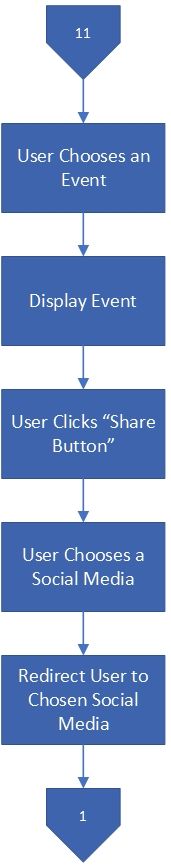 11
User Chooses an
Event
Display Event
User Clicks “Share
Button”
User Chooses a
Social Media
Redirect User to
Chosen Social
Media
1